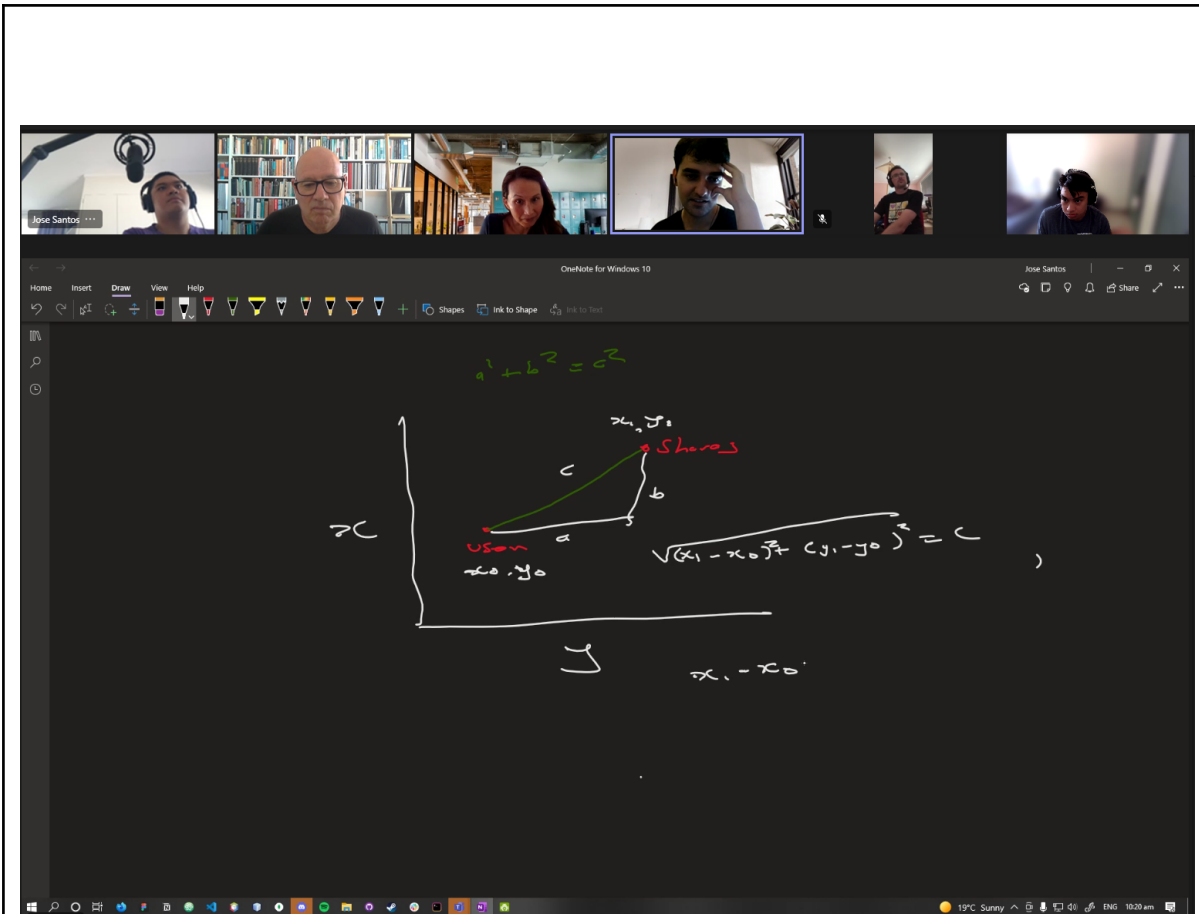 Jose Santos ...
OneNote for Windows 10
Jose Santos
Home Insert Draw View Help
Share
Shapes Ink to Shape Ink to Text
a² + b² = c²
x₁, y₁
Shares
c
b
x
a
user
x₀, y₀
√(x₁ - x₀)² + (y₁ - y₀)² = c
y
x₁ - x₀
19°C Sunny
ENG 10:20 am